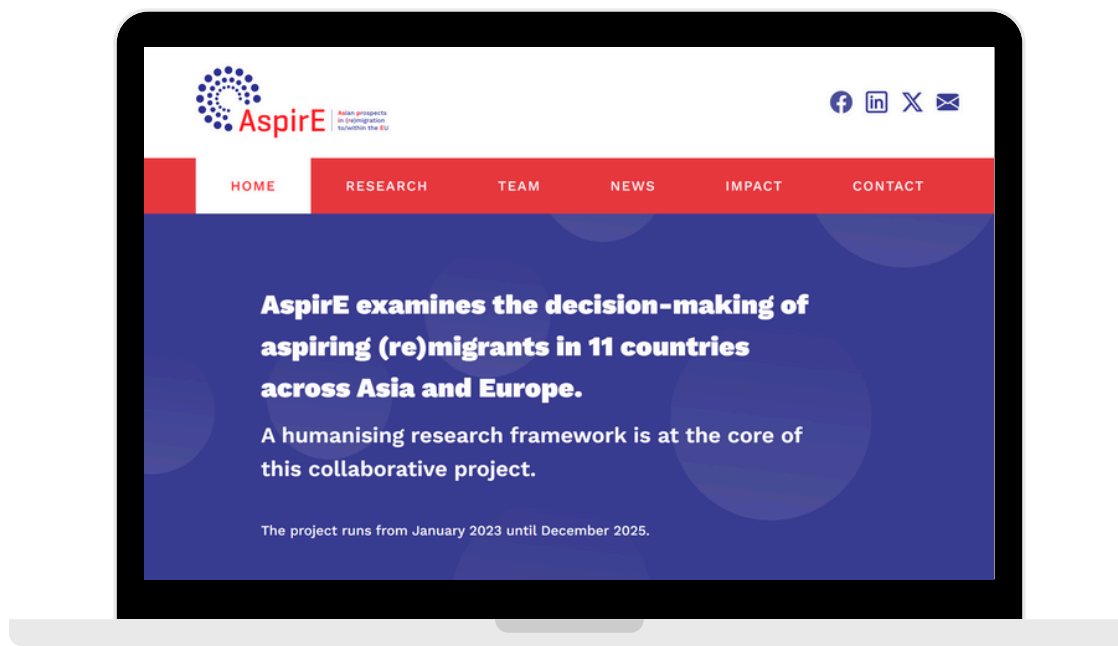 AspirE
Asian prospects
in (re)migration
to/within the EU
HOME RESEARCH TEAM NEWS IMPACT CONTACT
AspirE examines the decision-making of
aspiring (re)migrants in 11 countries
across Asia and Europe.
A humanising research framework is at the core of
this collaborative project.
The project runs from January 2023 until December 2025.